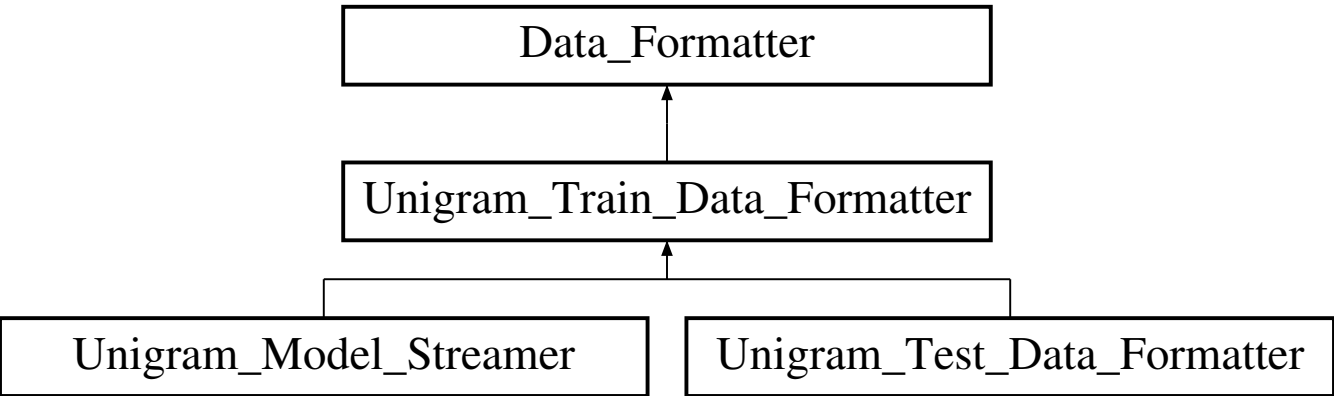 Data_Formatter
Unigram_Train_Data_Formatter
Unigram_Model_Streamer
Unigram_Test_Data_Formatter